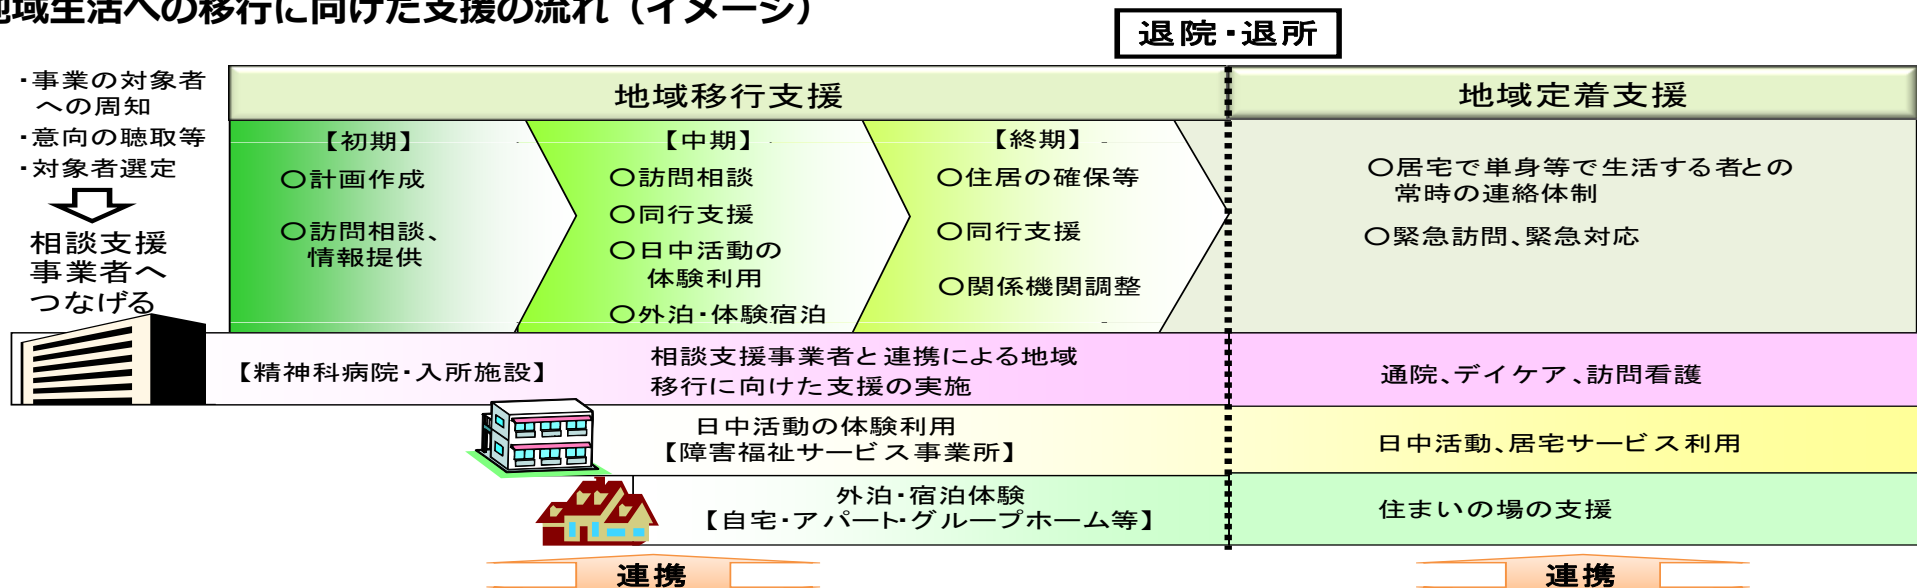 地域生活への移行に向けた支援の流れ（イメージ）
退院・退所
・事業の対象者
への周知
・意向の聴取等
・対象者選定
相談支援
事業者へ
つなげる
地域移行支援
【初期】
○計画作成
○訪問相談、
情報提供
【中期】
○訪問相談
○同行支援
○日中活動の
体験利用
○外泊・体験宿泊
【終期】
○住居の確保等
○同行支援
○関係機関調整
地域定着支援
○居宅で単身等で生活する者との
常時の連絡体制
○緊急訪問、緊急対応
【精神科病院・入所施設】
相談支援事業者と連携による地域
移行に向けた支援の実施
通院、デイケア、訪問看護
日中活動の体験利用
【障害福祉サービス事業所】
日中活動、居宅サービス利用
外泊・宿泊体験
【自宅・アパート・グループホーム等】
住まいの場の支援
連携
連携